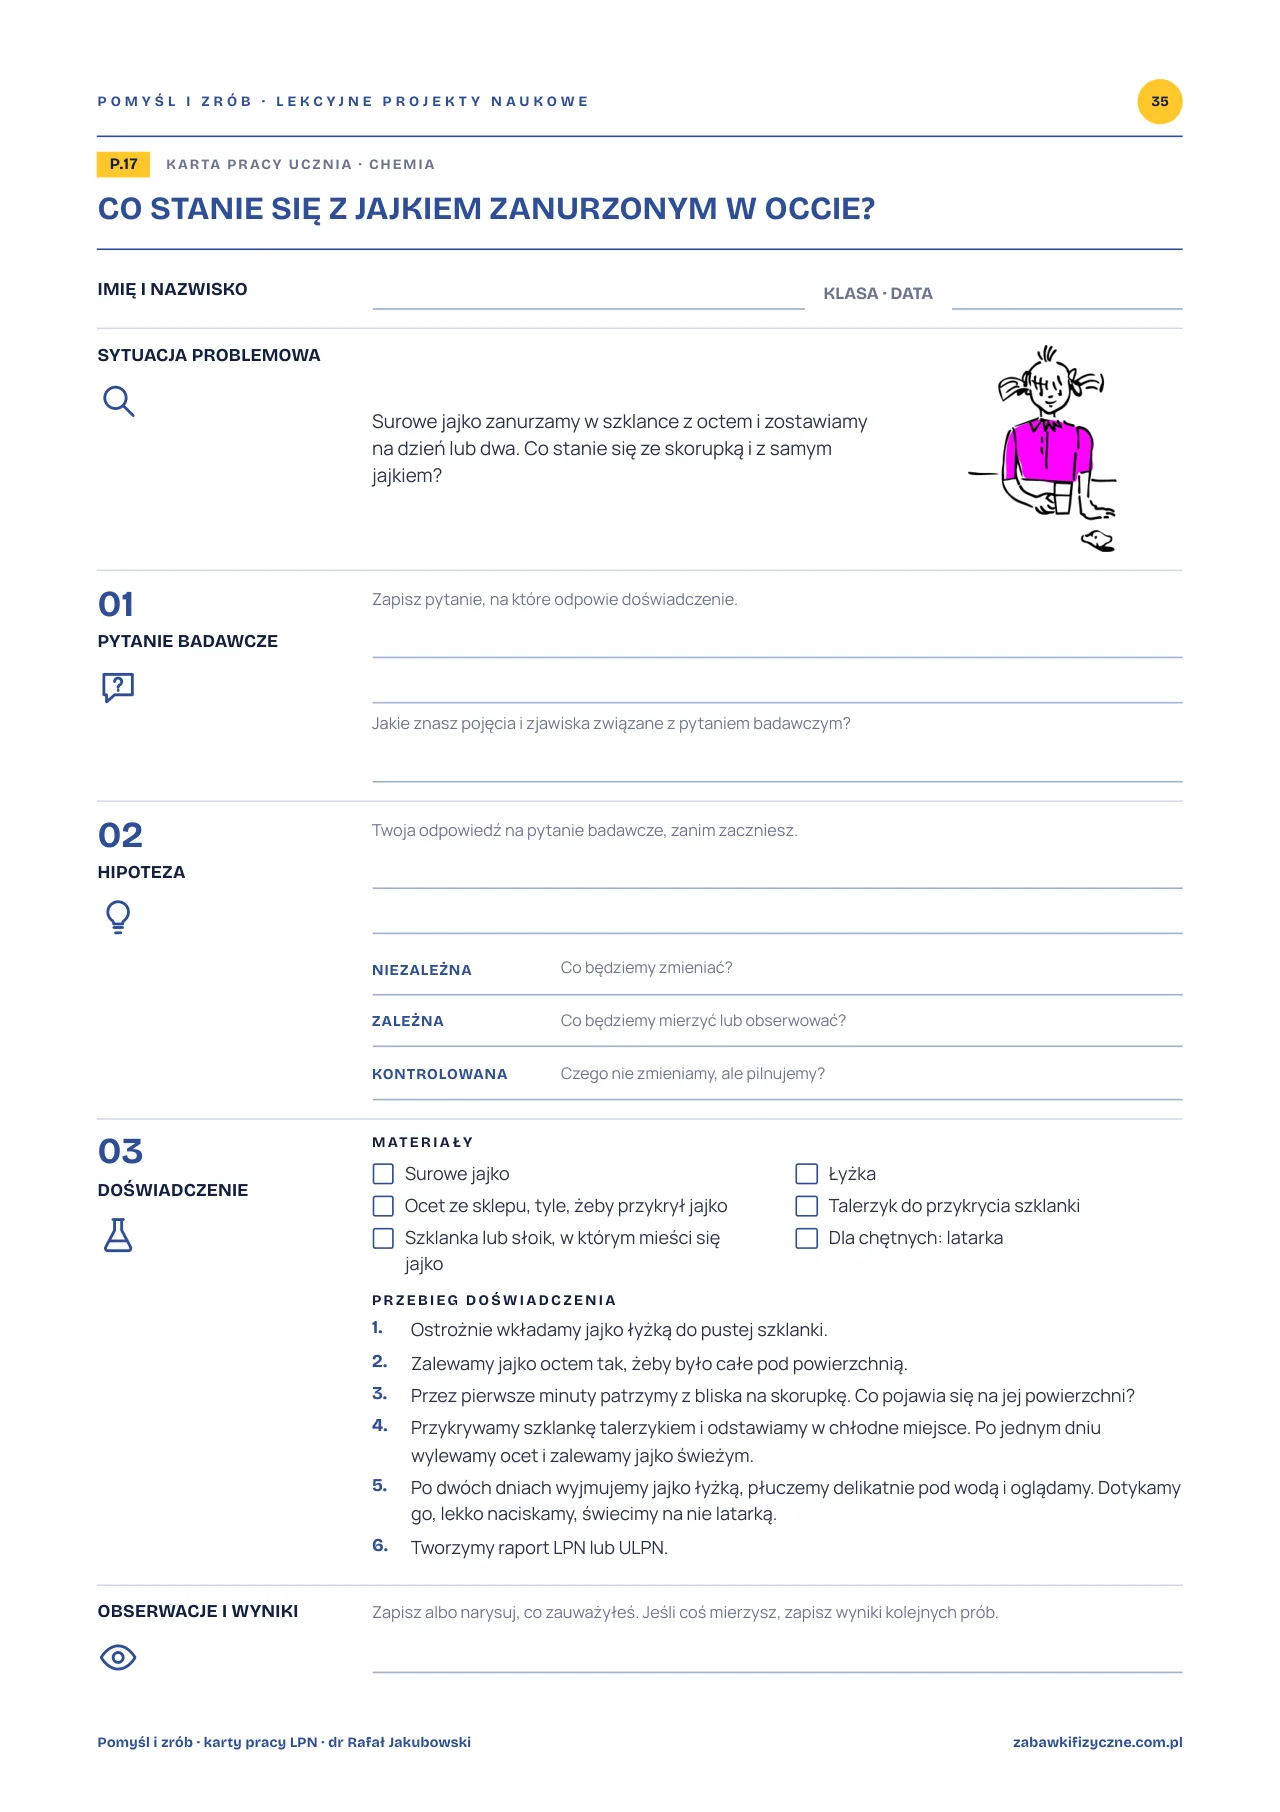 POMYŚL I ZRÓB · LEKCYJNE PROJEKTY NAUKOWE
35
P.17 KARTA PRACY UCZNIA · CHEMIA
CO STANIE SIĘ Z JAJKIEM ZANURZONYM W OCCIE?
IMIĘ I NAZWISKO
KLASA · DATA
SYTUACJA PROBLEMOWA
Surowe jajko zanurzamy w szklance z octem i zostawiamy
na dzień lub dwa. Co stanie się ze skorupką i z samym
jajkiem?
01
PYTANIE BADAWCZE
Zapisz pytanie, na które odpowie doświadczenie.
Jakie znasz pojęcia i zjawiska związane z pytaniem badawczym?
02
HIPOTEZA
Twoja odpowiedź na pytanie badawcze, zanim zaczniesz.
NIEZALEŻNA Co będziemy zmieniać?
ZALEŻNA Co będziemy mierzyć lub obserwować?
KONTROLOWANA Czego nie zmieniamy, ale pilnujemy?
03
DOŚWIADCZENIE
MATERIAŁY
Surowe jajko
Ocet ze sklepu, tyle, żeby przykrył jajko
Szklanka lub słoik, w którym mieści się
jajko
Łyżka
Talerzyk do przykrycia szklanki
Dla chętnych: latarka
PRZEBIEG DOŚWIADCZENIA
1. Ostrożnie wkładamy jajko łyżką do pustej szklanki.
2. Zalewamy jajko octem tak, żeby było całe pod powierzchnią.
3. Przez pierwsze minuty patrzymy z bliska na skorupkę. Co pojawia się na jej powierzchni?
4. Przykrywamy szklankę talerzykiem i odstawiamy w chłodne miejsce. Po jednym dniu
wylewamy ocet i zalewamy jajko świeżym.
5. Po dwóch dniach wyjmujemy jajko łyżką, płuczemy delikatnie pod wodą i oglądamy. Dotykamy
go, lekko naciskamy, świecimy na nie latarką.
6. Tworzymy raport LPN lub ULPN.
OBSERWACJE I WYNIKI
Zapisz albo narysuj, co zauważyłeś. Jeśli coś mierzysz, zapisz wyniki kolejnych prób.
Pomyśl i zrób · karty pracy LPN · dr Rafał Jakubowski
zabawkifizyczne.com.pl